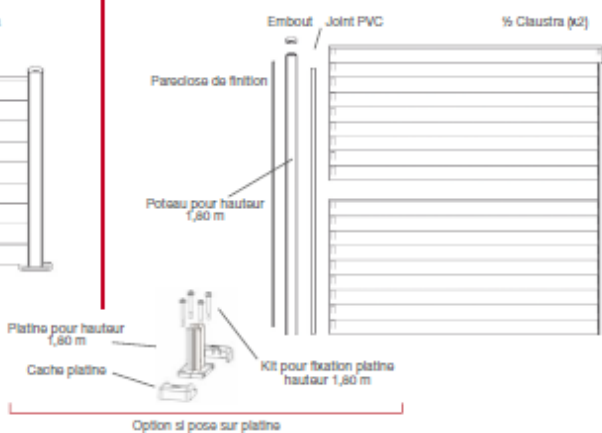 Embout
Joint PVC
½ Claustra (x2)
Pareclose de finition
Poteau pour hauteur
1,80 m
Platine pour hauteur
1,80 m
Cache platine
Kit pour fixation platine
hauteur 1,80 m
Option si pose sur platine